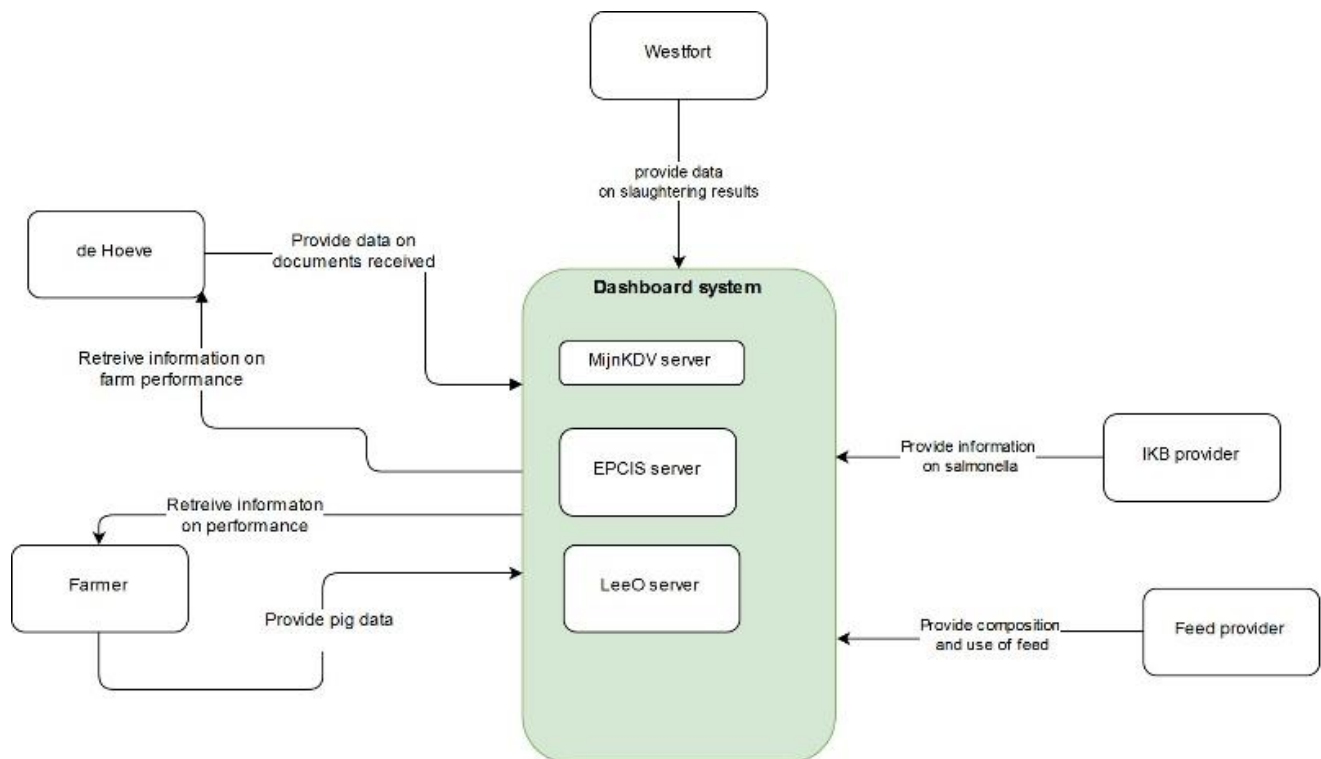 Westfort
provide data
on slaughtering results
de Hoeve
Provide data on
documents received
Dashboard system
MijnKDV server
Retreive information on
farm performance
EPCIS server
Provide information
on salmonella
IKB provider
Retreive informaton
on performance
Farmer
LeeO server
Provide pig data
Provide composition
and use of feed
Feed provider